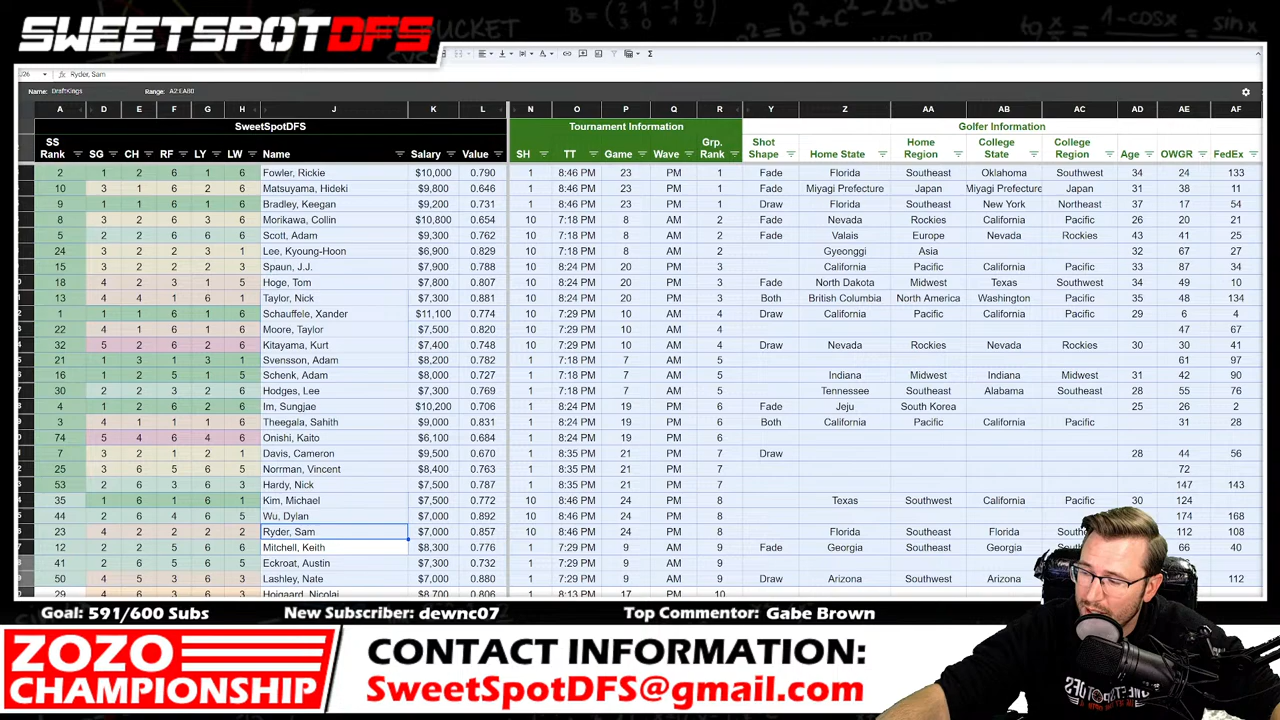 SWEETSPOTDFS
J26 Ryder, Sam
Name: DraftKings Range: A2:EA80
A D E F G H J K L N O P Q R Y Z AA AB AC AD AE AF
SweetSpotDFS Tournament Information Golfer Information
SS Rank SG CH RF LY LW Name Salary Value SH TT Game Wave Grp. Rank Shot Shape Home State Home Region College State College Region Age OWGR FedEx
2 1 2 6 1 6 Fowler, Rickie $10,000 0.790 1 8:46 PM 23 PM 1 Fade Florida Southeast Oklahoma Southwest 34 24 133
10 3 1 6 2 6 Matsuyama, Hideki $9,800 0.646 1 8:46 PM 23 PM 1 Fade Miyagi Prefecture Japan Miyagi Prefecture Japan 31 38 11
9 1 1 6 1 6 Bradley, Keegan $9,200 0.731 1 8:46 PM 23 PM 1 Draw Florida Southeast New York Northeast 37 17 54
8 3 2 6 3 6 Morikawa, Collin $10,800 0.654 10 7:18 PM 8 AM 2 Fade Nevada Rockies California Pacific 26 20 21
5 2 2 6 2 6 Scott, Adam $9,300 0.762 10 7:18 PM 8 AM 2 Fade Valais Europe Nevada Rockies 43 41 25
24 3 2 2 3 1 Lee, Kyoung-Hoon $6,900 0.829 10 7:18 PM 8 AM 2 Gyeonggi Asia 32 67 27
15 3 2 2 2 3 Spaun, J.J. $7,900 0.788 10 8:24 PM 20 PM 3 California Pacific California Pacific 33 87 34
18 4 2 3 1 5 Hoge, Tom $7,800 0.807 10 8:24 PM 20 PM 3 Fade North Dakota Midwest Texas Southwest 34 49 10
13 4 4 1 6 1 Taylor, Nick $7,300 0.881 10 8:24 PM 20 PM 3 Both British Columbia North America Washington Pacific 35 48 134
1 1 1 6 1 6 Schauffele, Xander $11,100 0.774 10 7:29 PM 10 AM 4 Draw California Pacific California Pacific 29 6 4
22 4 1 6 1 6 Moore, Taylor $7,500 0.820 10 7:29 PM 10 AM 4 47 67
32 5 2 6 2 6 Kitayama, Kurt $7,400 0.748 10 7:29 PM 10 AM 4 Draw Nevada Rockies Nevada Rockies 30 30 41
21 1 3 1 3 1 Svensson, Adam $8,200 0.782 1 7:18 PM 7 AM 5 61 97
16 1 2 5 1 5 Schenk, Adam $8,000 0.727 1 7:18 PM 7 AM 5 Indiana Midwest Indiana Midwest 31 42 90
30 2 2 3 2 6 Hodges, Lee $7,300 0.769 1 7:18 PM 7 AM 5 Tennessee Southeast Alabama Southeast 28 55 76
4 1 2 6 2 6 Im, Sungjae $10,200 0.706 1 8:24 PM 19 PM 6 Fade Jeju South Korea 25 26 2
3 4 1 1 1 6 Theegala, Sahith $9,000 0.831 1 8:24 PM 19 PM 6 Both California Pacific California Pacific 31 28
74 5 4 6 4 6 Onishi, Kaito $6,100 0.684 1 8:24 PM 19 PM 6
7 3 2 1 2 1 Davis, Cameron $9,500 0.670 1 8:35 PM 21 PM 7 Draw 28 44 56
25 3 6 5 6 6 Norrman, Vincent $8,400 0.763 1 8:35 PM 21 PM 7 72
53 2 6 3 6 3 Hardy, Nick $7,500 0.787 1 8:35 PM 21 PM 7 147 143
35 1 6 1 6 1 Kim, Michael $7,500 0.772 10 8:46 PM 24 PM 8 Texas Southwest California Pacific 30 124
44 2 6 4 6 5 Wu, Dylan $7,000 0.892 10 8:46 PM 24 PM 8 174 168
23 4 2 2 2 2 Ryder, Sam $7,000 0.857 10 8:46 PM 24 PM 8 Florida Southeast Florida 112 108
12 2 2 5 6 6 Mitchell, Keith $8,300 0.776 1 7:29 PM 9 AM 9 Fade Georgia Southeast Georgia 66 40
41 2 6 5 6 6 Eckroat, Austin $7,300 0.732 1 7:29 PM 9 AM 9
50 4 5 3 6 3 Lashley, Nate $7,000 0.880 1 7:29 PM 9 AM 9 Draw Arizona Southwest Arizona 112
29 1 6 6 6 6 Hojgaard, Nicolai $8,700 0.806 1 8:13 PM PM 10
Goal: 591/600 Subs New Subscriber: dewnc07 Top Commentor: Gabe Brown
ZOZO
CHAMPIONSHIP
CONTACT INFORMATION:
SweetSpotDFS@gmail.com